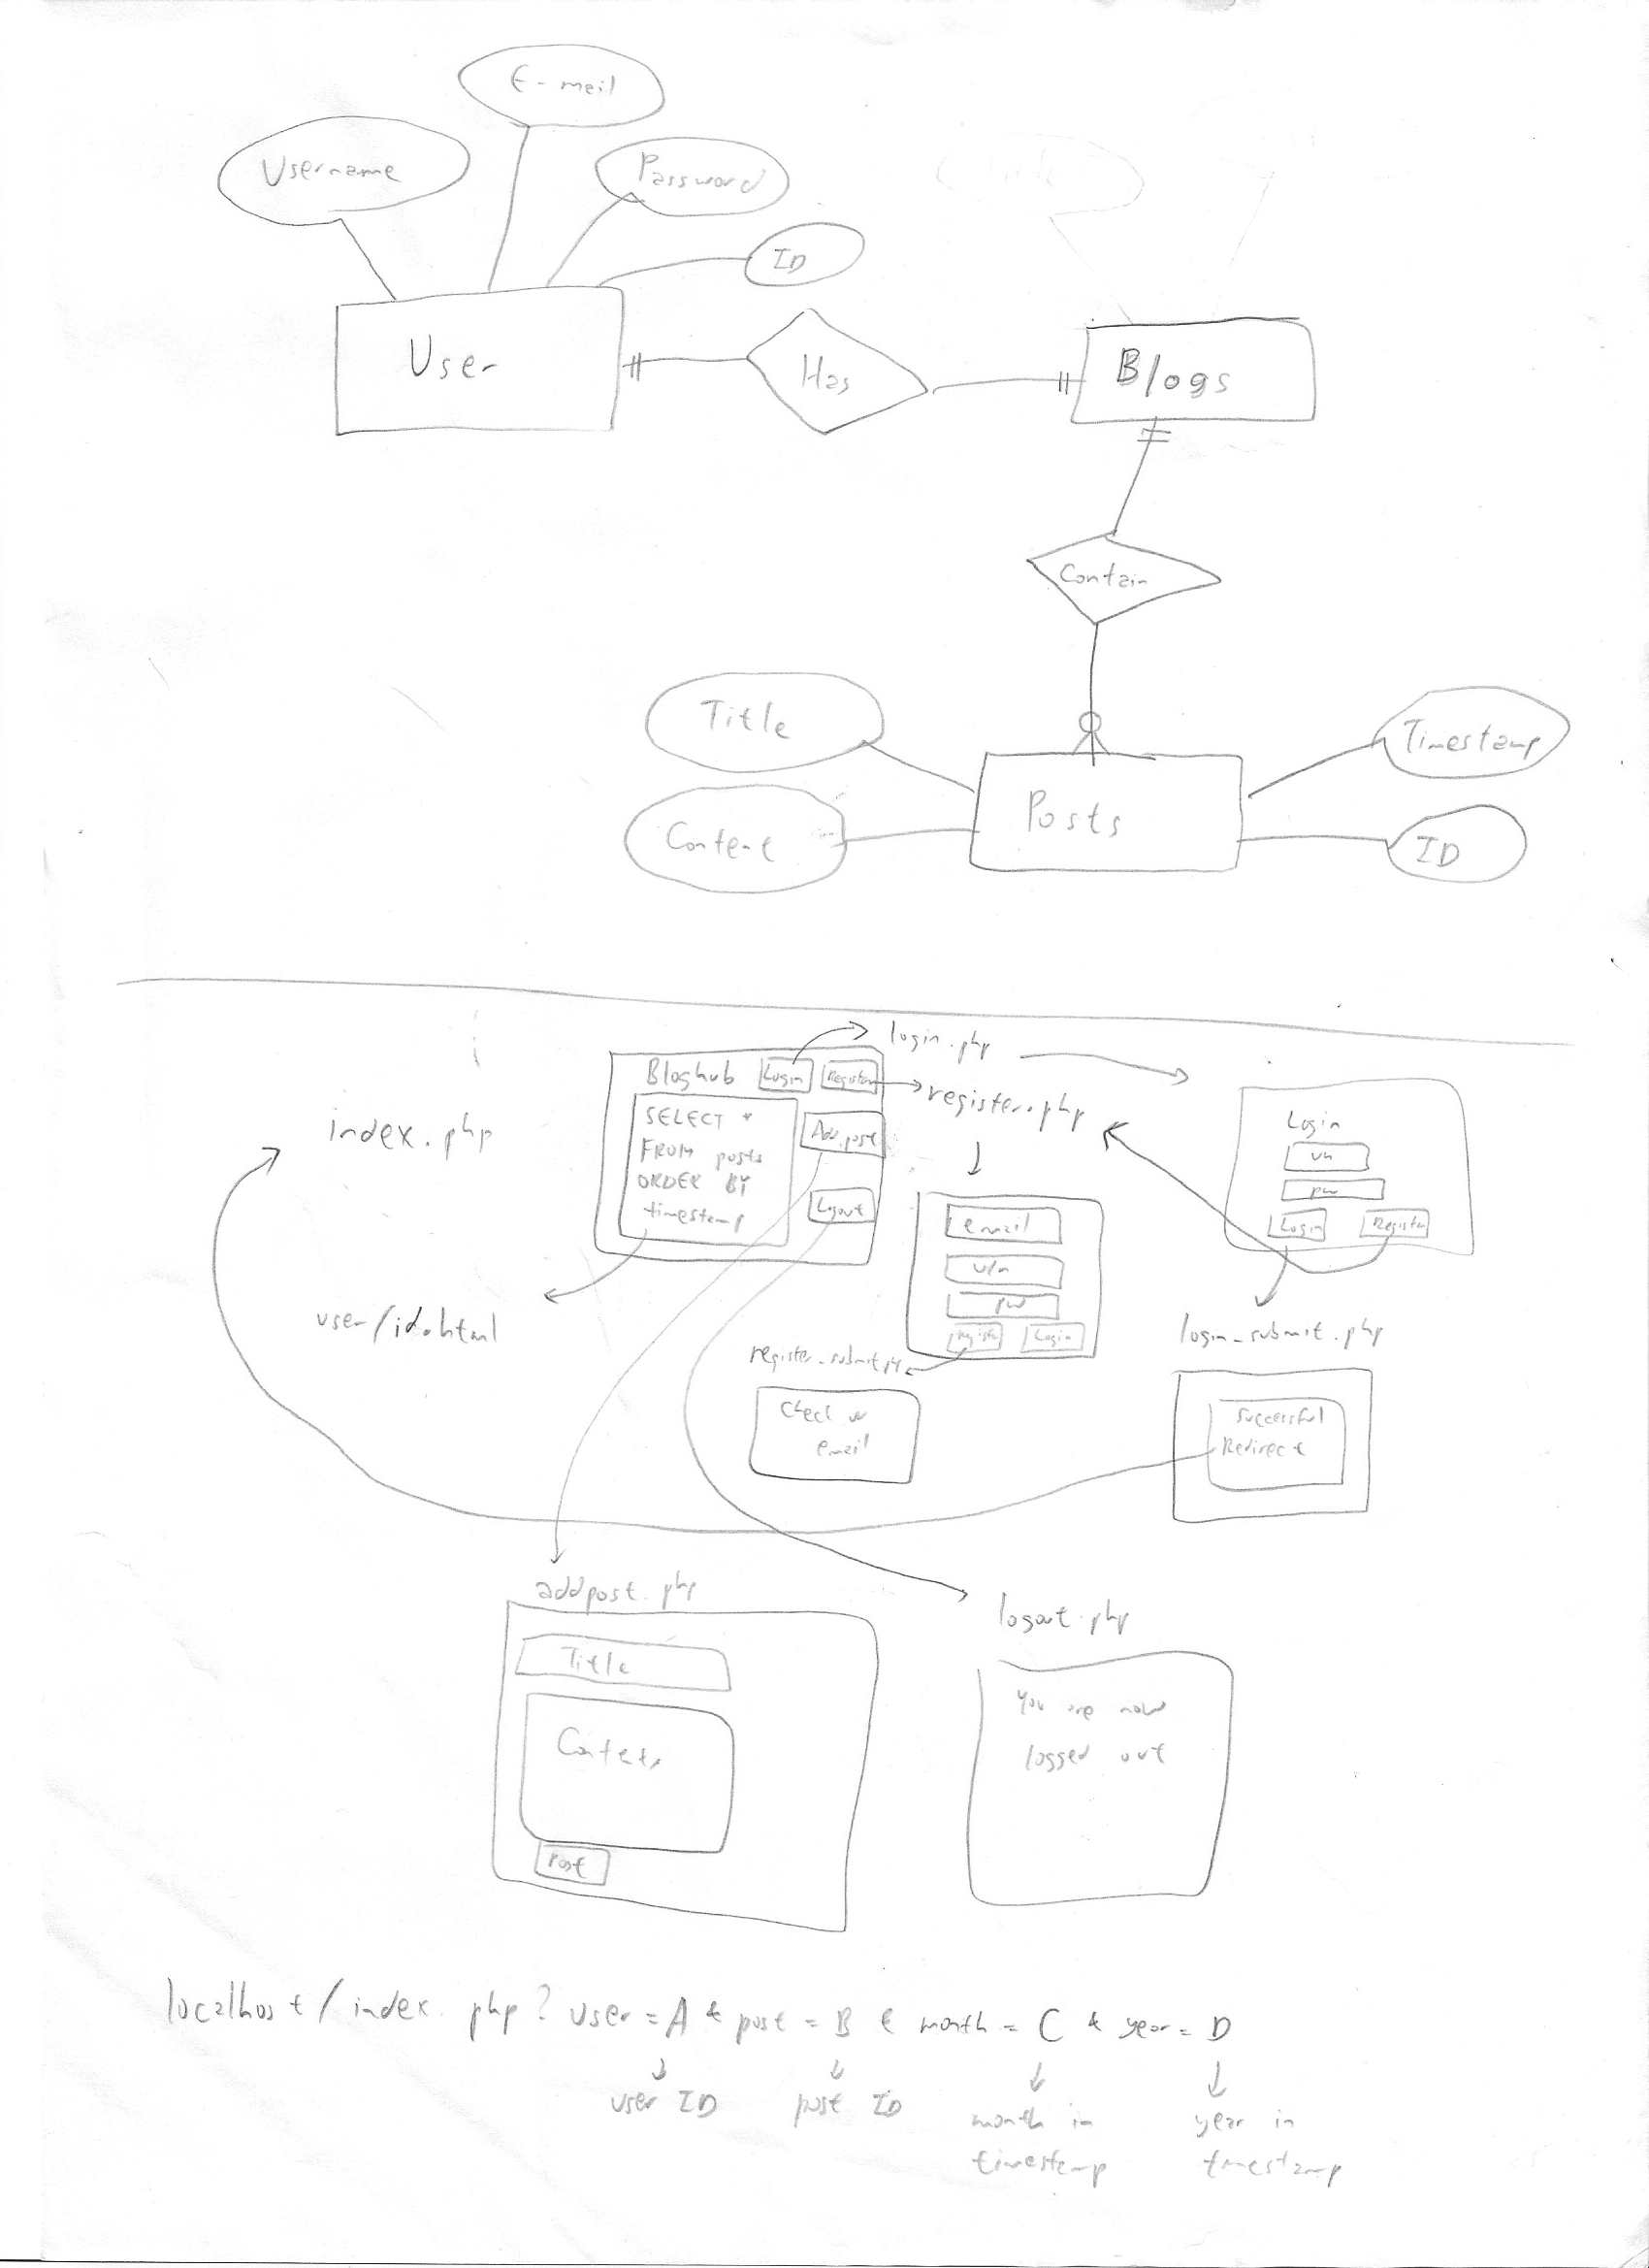 E-mail
Username
Password
ID
User
Has
Blogs
Contain
Title
Timestamp
Content
Posts
ID
login.php
Bloghub
Login
Register
register.php
index.php
SELECT *
FROM posts
ORDER BY
timestamp
Add post
Logout
Login
un
pw
Login
Register
email
u/n
pw
Register
Login
user/id.html
login_submit.php
register_submit.php
Check ur
email
Successful
Redirect
addpost.php
logout.php
Title
You are now
logged out
Post
localhost/index.php?user=A & post=B & month=C & year=D
user ID
post ID
month in
timestamp
year in
timestamp